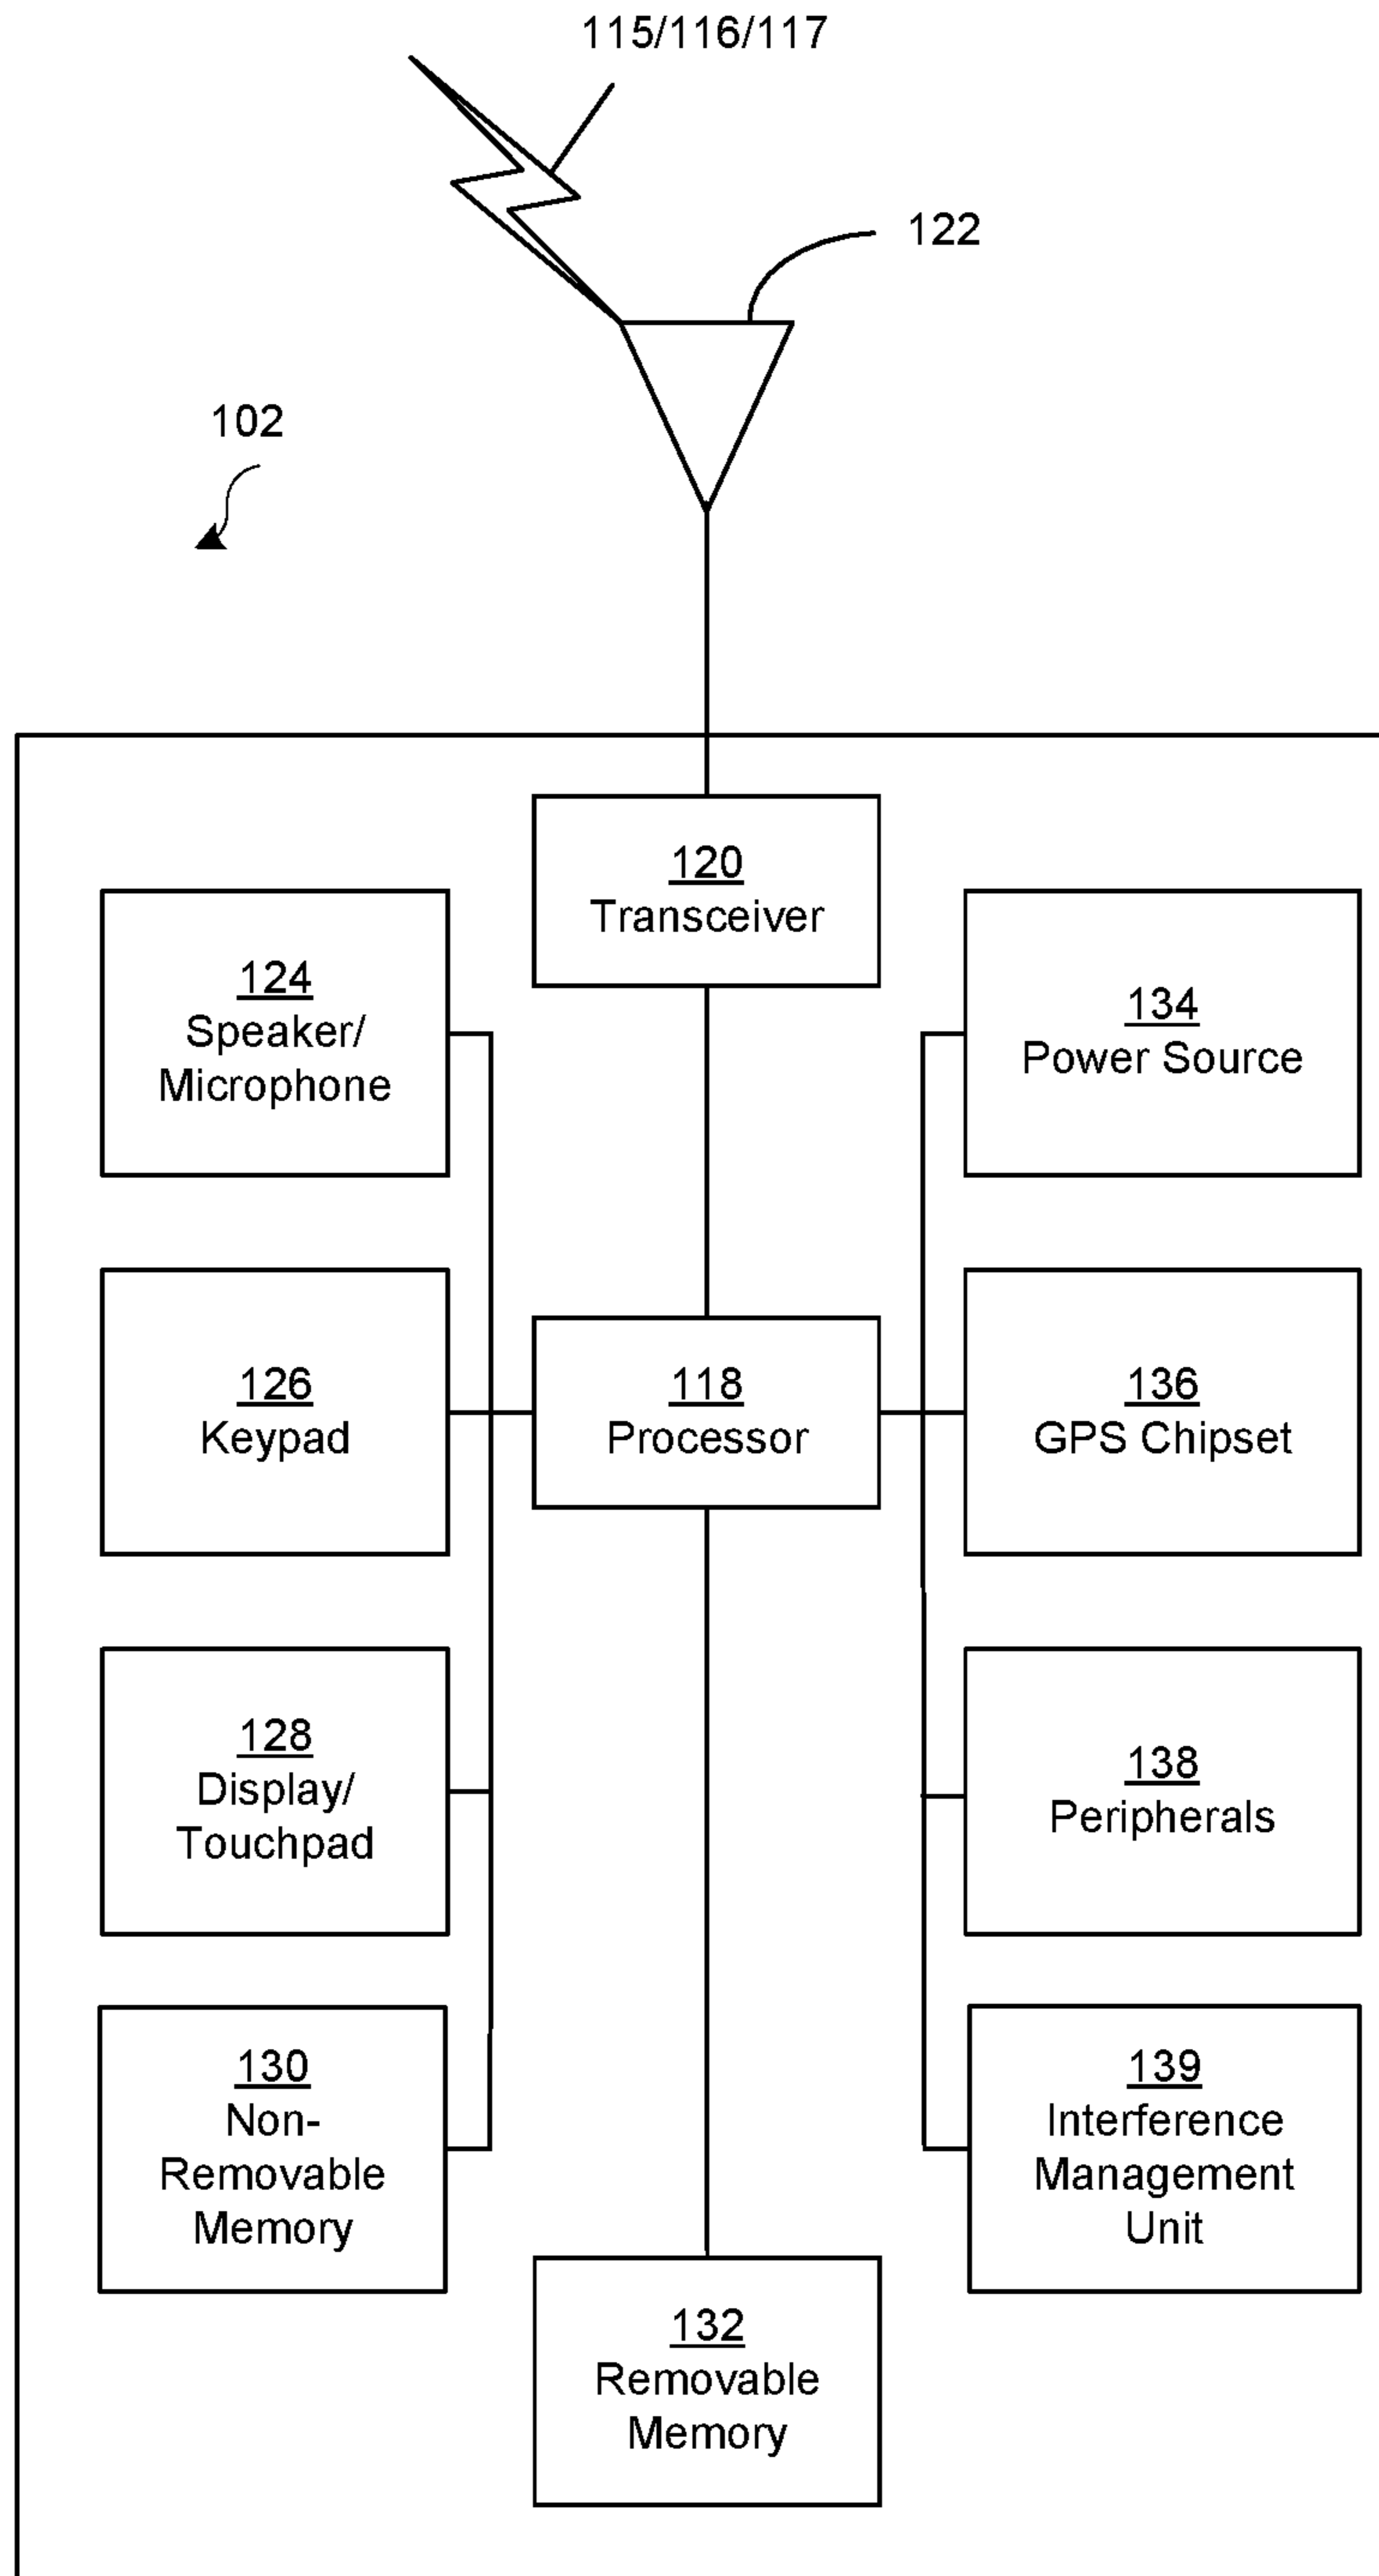 115/116/117
122
102
120
Transceiver
124
Speaker/
Microphone
134
Power Source
126
Keypad
118
Processor
136
GPS Chipset
128
Display/
Touchpad
138
Peripherals
130
Non-
Removable
Memory
139
Interference
Management
Unit
132
Removable
Memory